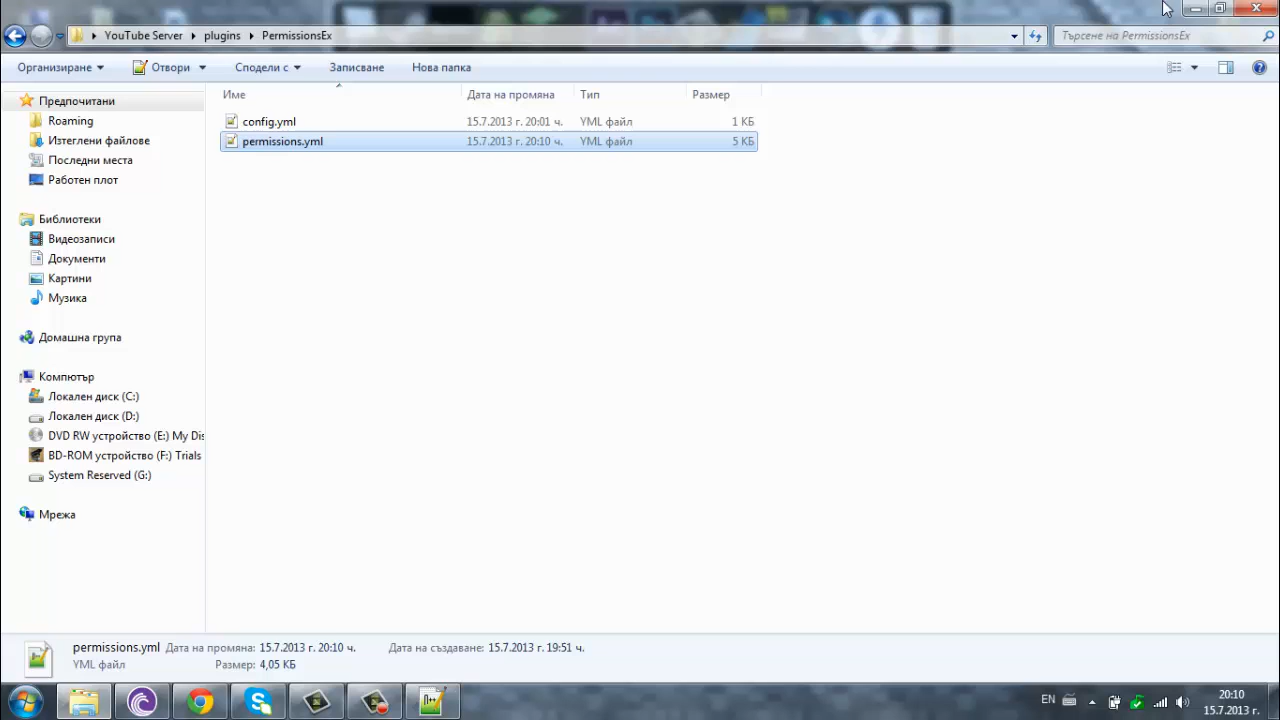 YouTube Server plugins PermissionsEx Търсене на PermissionsEx
Организиране Отвори Сподели с Записване Нова папка
Предпочитани
Roaming
Изтеглени файлове
Последни места
Работен плот
Библиотеки
Видеозаписи
Документи
Картини
Музика
Домашна група
Компютър
Локален диск (C:)
Локален диск (D:)
DVD RW устройство (E:) My Dis
BD-ROM устройство (F:) Trials
System Reserved (G:)
Мрежа
Име Дата на промяна Тип Размер
config.yml 15.7.2013 г. 20:01 ч. YML файл 1 КБ
permissions.yml 15.7.2013 г. 20:10 ч. YML файл 5 КБ
permissions.yml Дата на промяна: 15.7.2013 г. 20:10 ч. Дата на създаване: 15.7.2013 г. 19:51 ч.
YML файл Размер: 4,05 КБ
EN 20:10
15.7.2013 г.